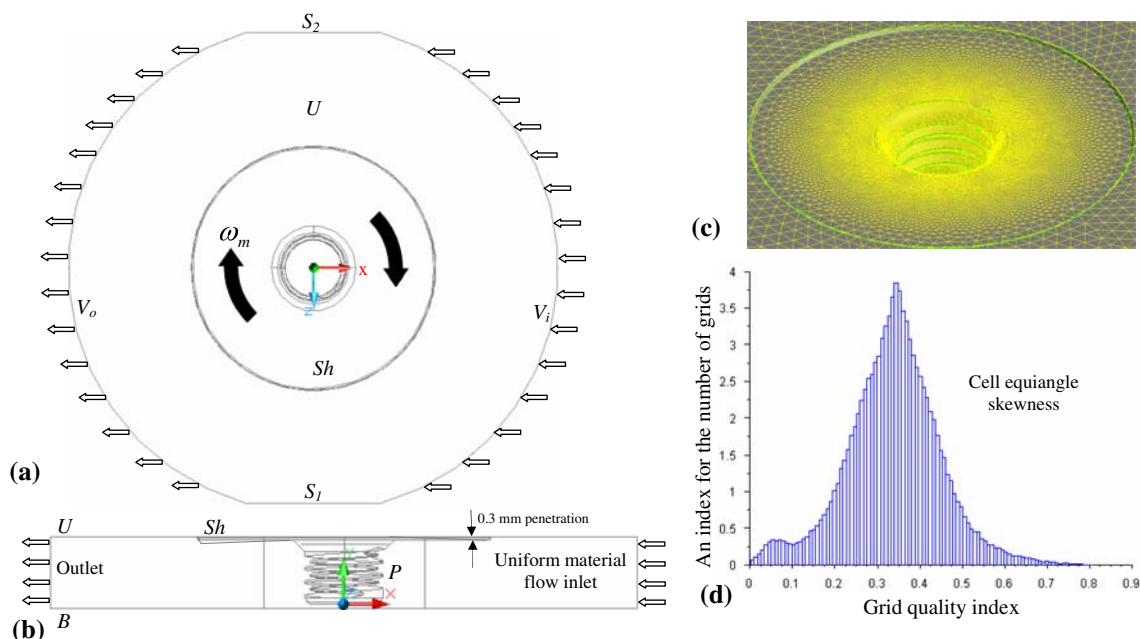 (a)
S2
U
ωm
x
z
Vo
Vi
Sh
S1
(b)
U
Sh
0.3 mm penetration
Outlet
P
Uniform material
flow inlet
Y
X
B
(c)
(d)
An index for the number of grids
4
3.5
3
2.5
2
1.5
1
0.5
0
Cell equiangle
skewness
0 0.1 0.2 0.3 0.4 0.5 0.6 0.7 0.8 0.9
Grid quality index